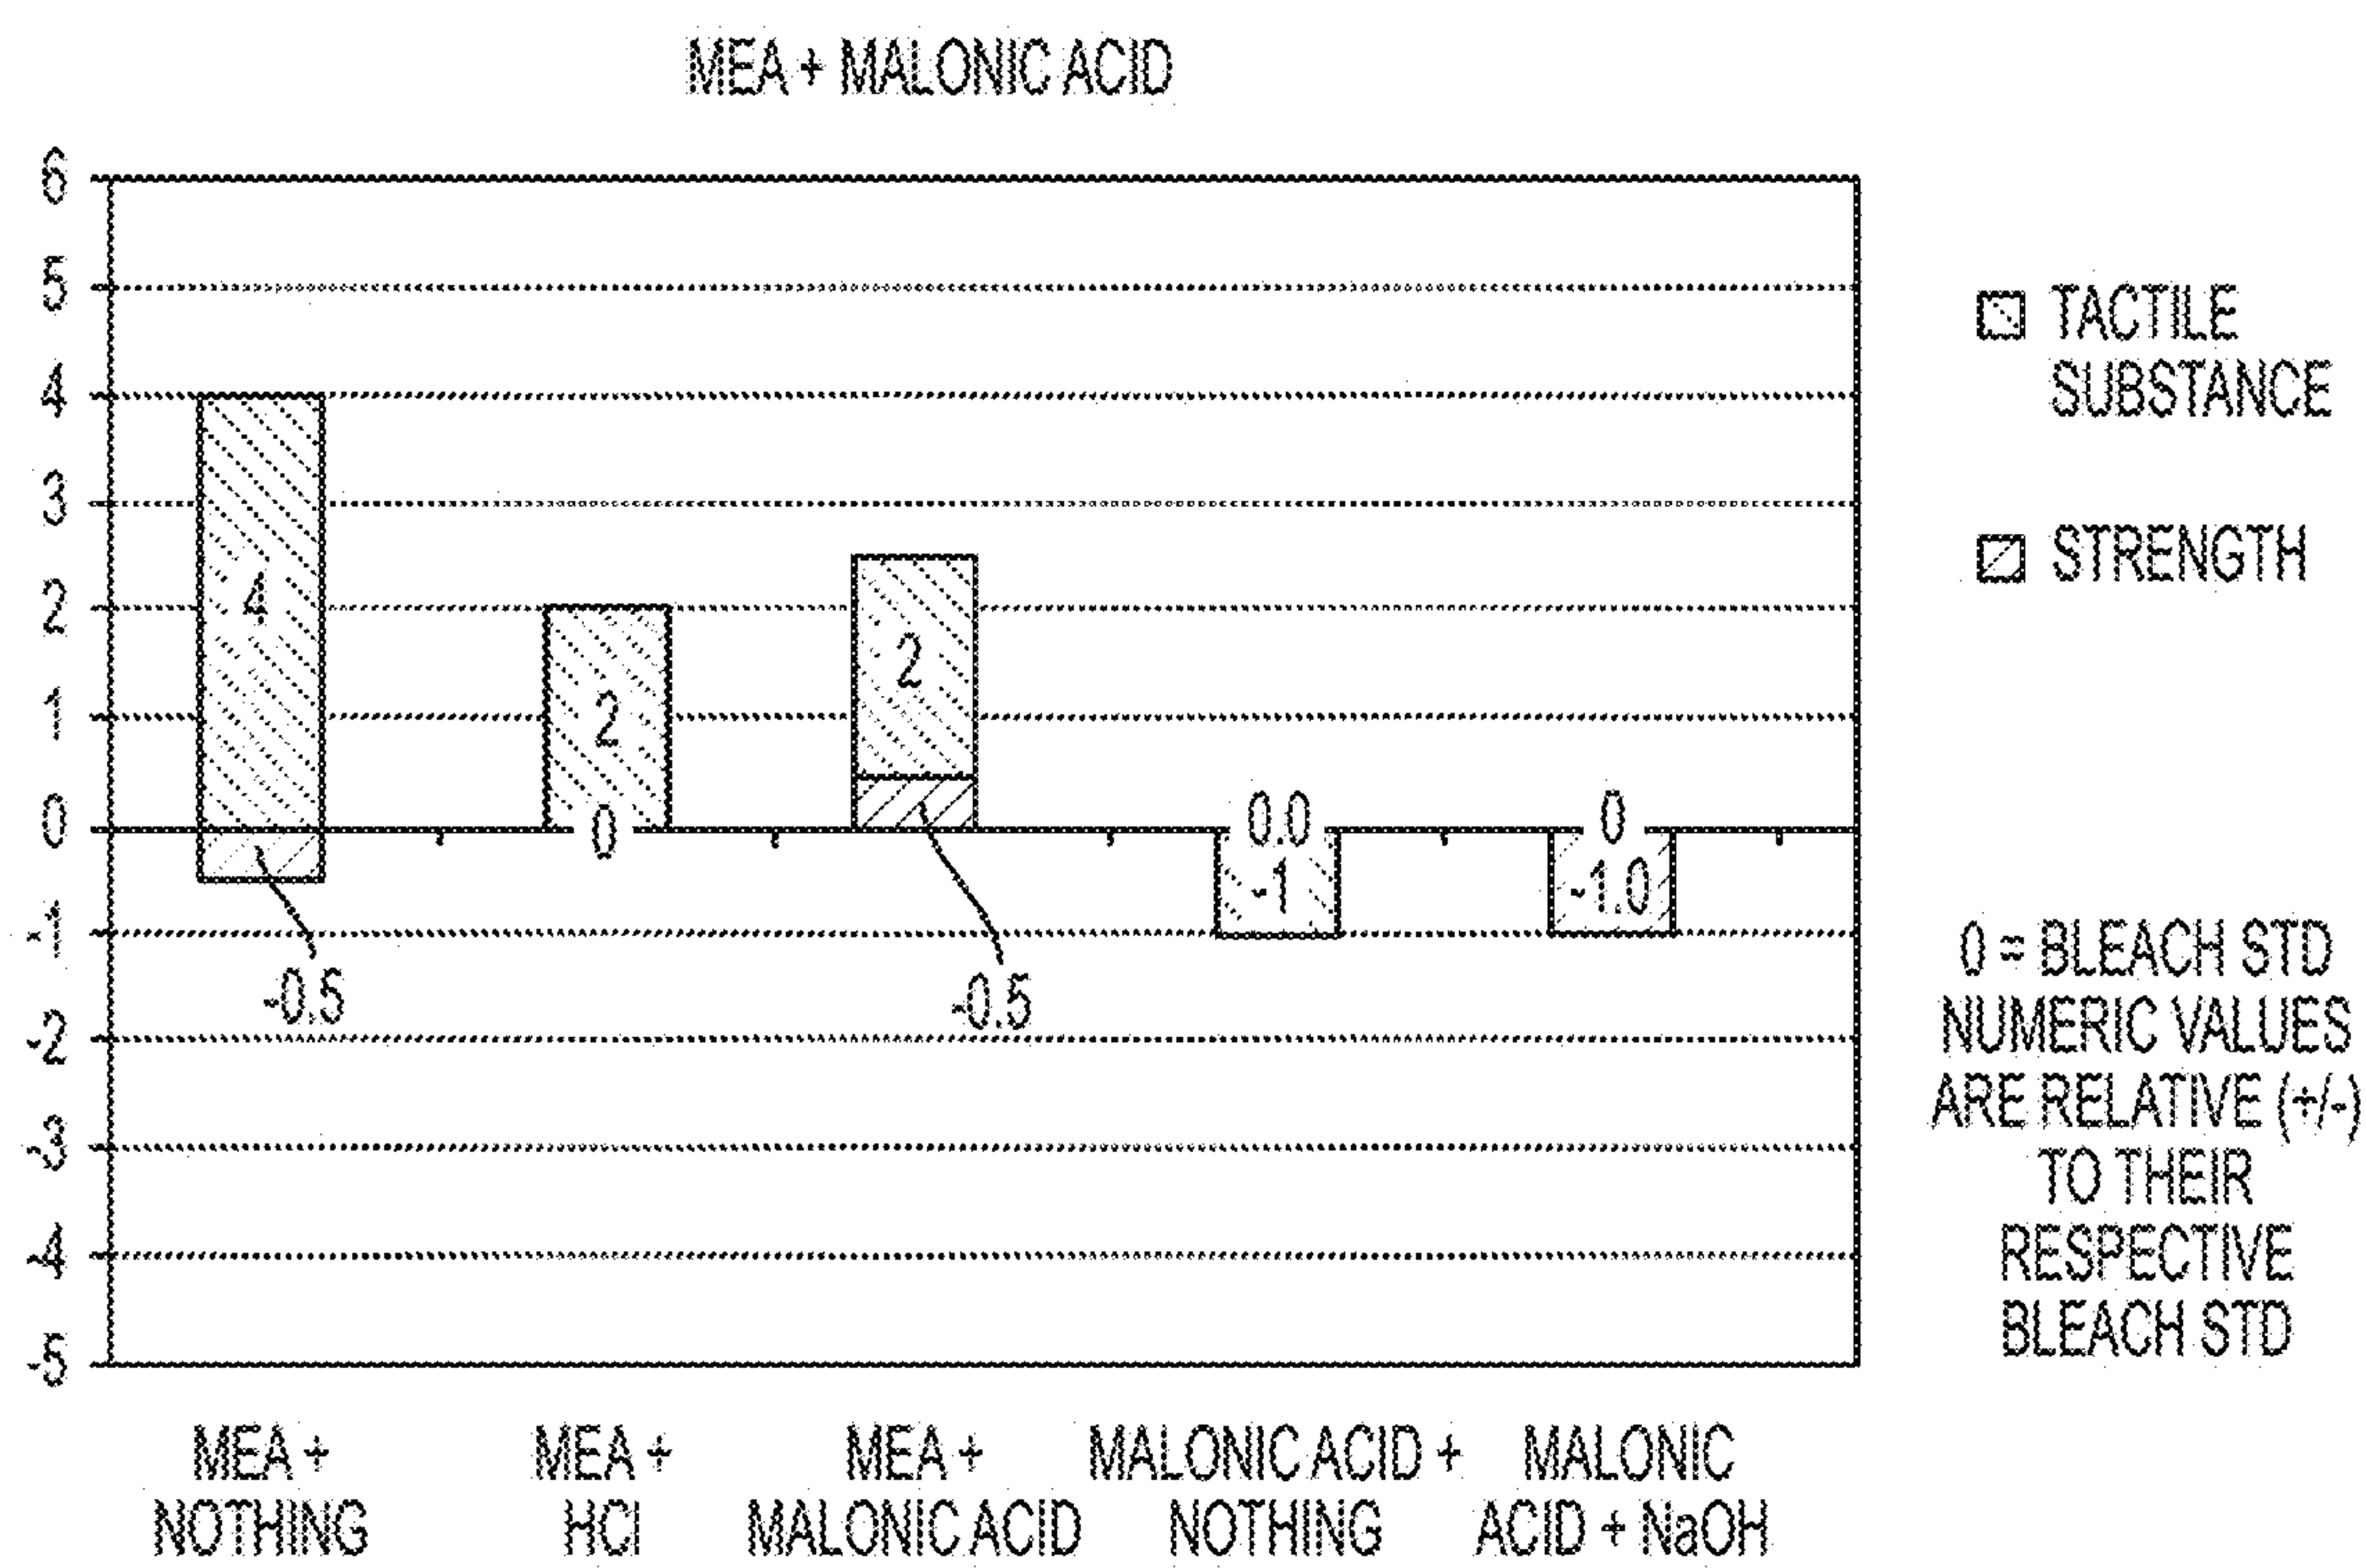 MEA + MALONIC ACID
6
5
4
3
2
1
0
-1
-2
-3
-4
-5
4
-0.5
2
0
2
-0.5
0.0
-1
0
-1.0
MEA +
NOTHING
MEA +
HCl
MEA +
MALONIC ACID
MALONIC ACID +
NOTHING
MALONIC
ACID + NaOH
TACTILE
SUBSTANCE
STRENGTH
0 = BLEACH STD
NUMERIC VALUES
ARE RELATIVE (+/-)
TO THEIR
RESPECTIVE
BLEACH STD